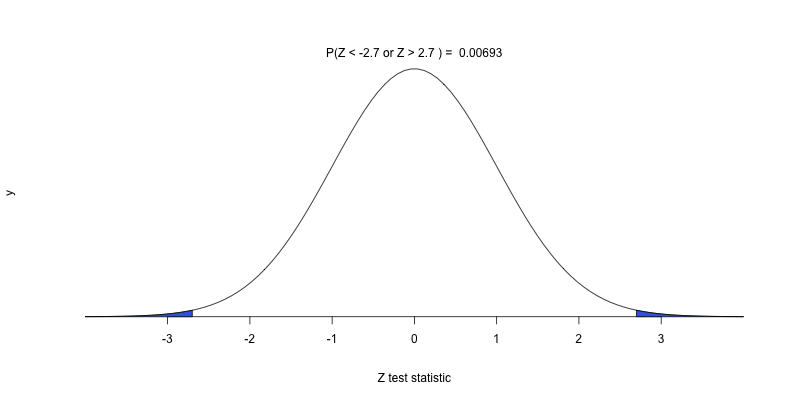 P(Z < -2.7 or Z > 2.7 ) =  0.00693
y
-3 -2 -1 0 1 2 3
Z test statistic